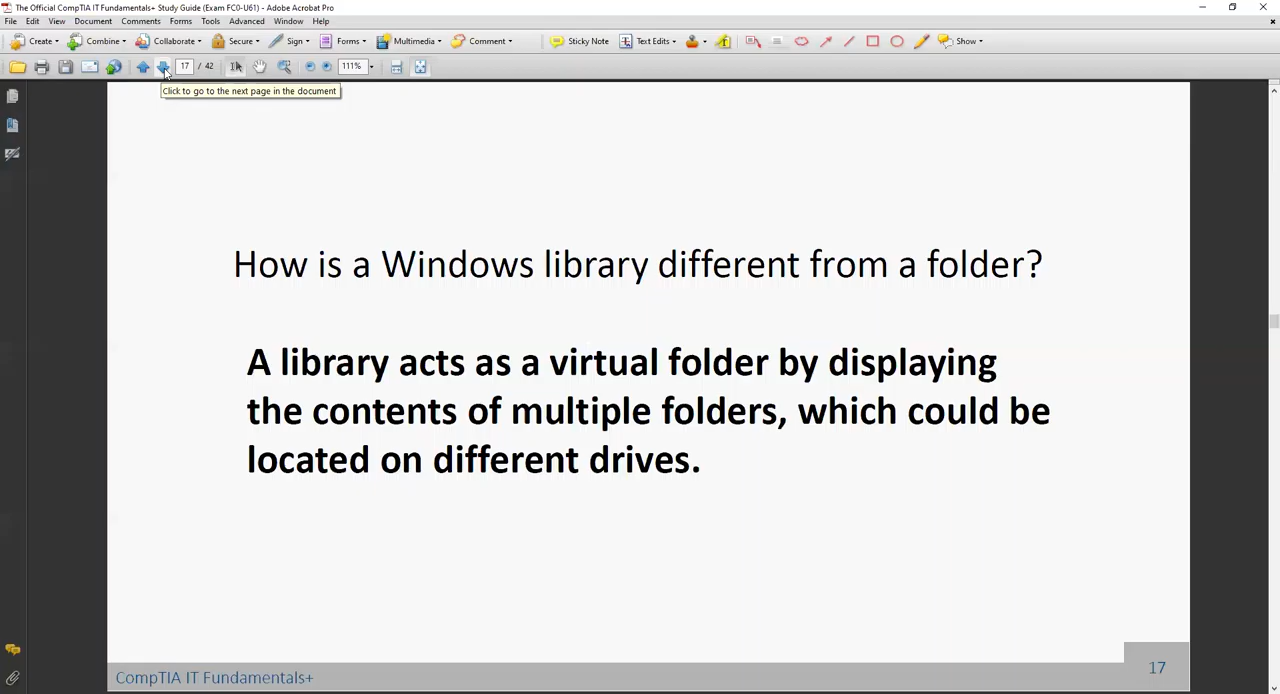 The Official CompTIA IT Fundamentals+ Study Guide (Exam FC0-U61) - Adobe Acrobat Pro
File Edit View Document Comments Forms Tools Advanced Window Help
Create Combine Collaborate Secure Sign Forms Multimedia Comment Sticky Note Text Edits Show
17 / 42 111%
Click to go to the next page in the document
How is a Windows library different from a folder?
A library acts as a virtual folder by displaying
the contents of multiple folders, which could be
located on different drives.
CompTIA IT Fundamentals+ 17